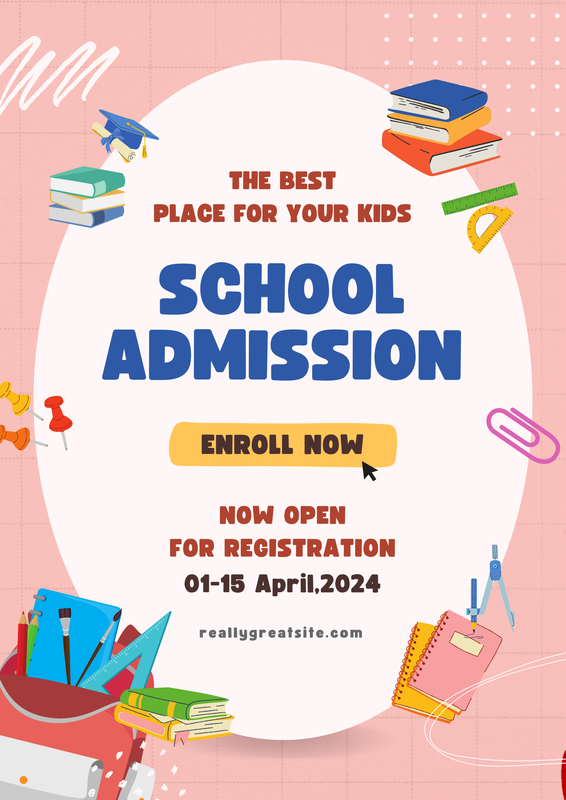 THE BEST
PLACE FOR YOUR KIDS
SCHOOL
ADMISSION
ENROLL NOW
NOW OPEN
FOR REGISTRATION
01-15 April,2024
reallygreatsite.com